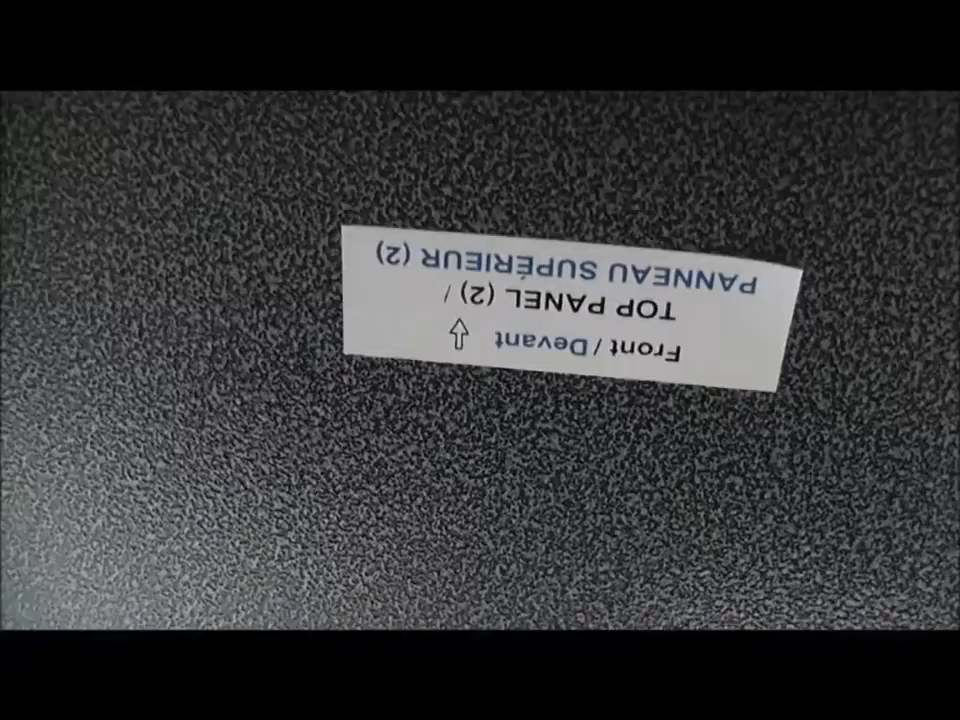 Front / Devant
TOP PANEL (2) /
PANNEAU SUPÉRIEUR (2)